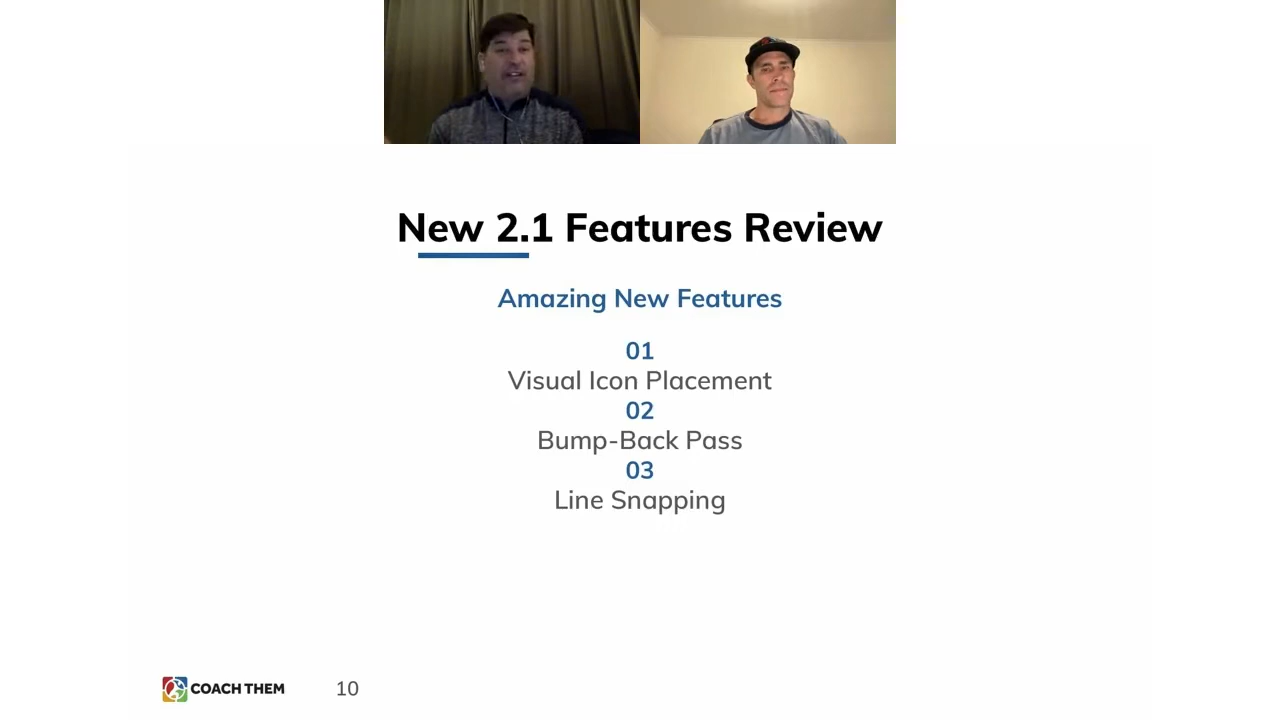 New 2.1 Features Review
Amazing New Features
01
Visual Icon Placement
02
Bump-Back Pass
03
Line Snapping
COACH THEM
10